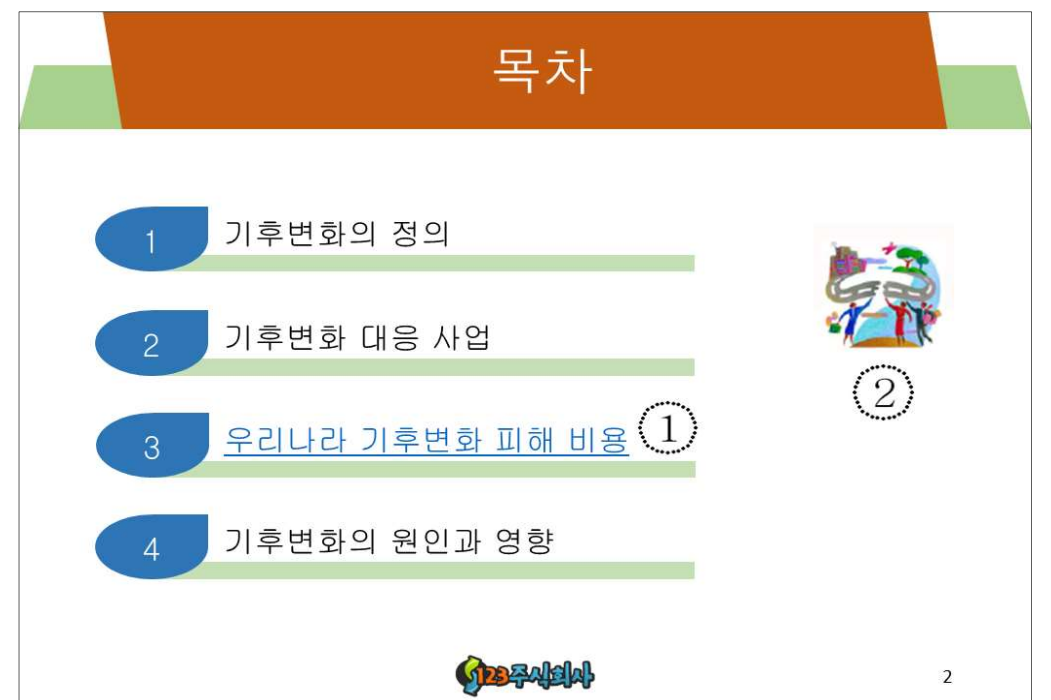 목차
1 기후변화의 정의
2 기후변화 대응 사업
3 우리나라 기후변화 피해 비용 ①
②
4 기후변화의 원인과 영향
123주식회사
2